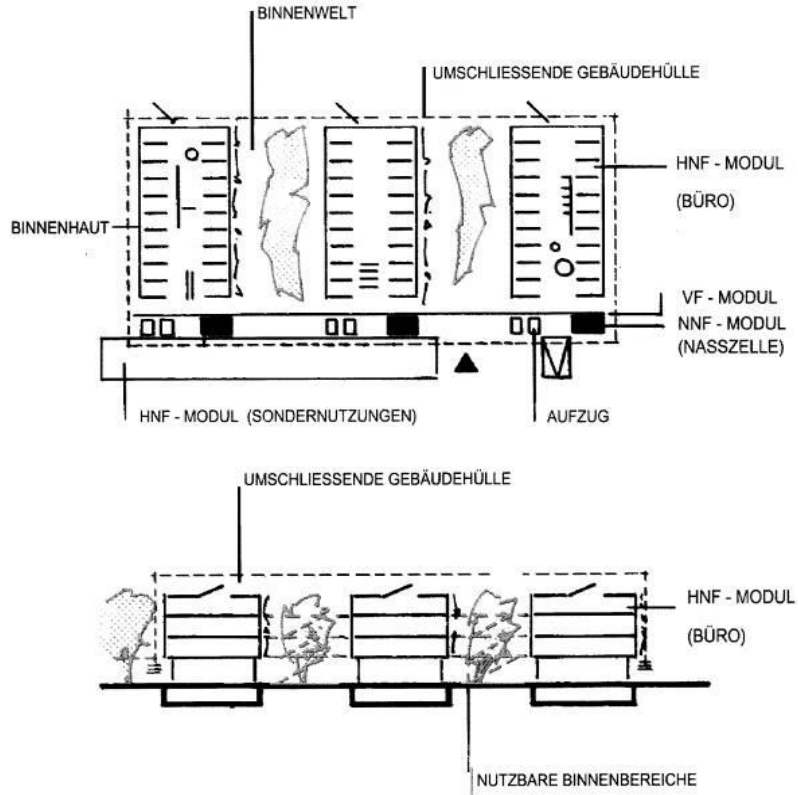 BINNENWELT
UMSCHLIESSENDE GEBÄUDEHÜLLE
HNF - MODUL
(BÜRO)
BINNENHAUT
VF - MODUL
NNF - MODUL
(NASSZELLE)
HNF - MODUL (SONDERNUTZUNGEN)
AUFZUG
UMSCHLIESSENDE GEBÄUDEHÜLLE
HNF - MODUL
(BÜRO)
NUTZBARE BINNENBEREICHE